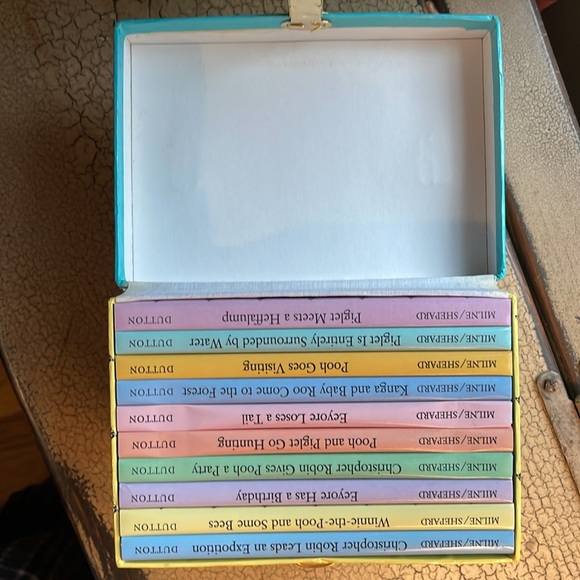 MILNE/SHEPARD Christopher Robin Leads an Expotition DUTTON
MILNE/SHEPARD Winnie-the-Pooh and Some Bees DUTTON
MILNE/SHEPARD Eeyore Has a Birthday DUTTON
MILNE/SHEPARD Christopher Robin Gives a Pooh Party DUTTON
MILNE/SHEPARD Pooh and Piglet Go Hunting DUTTON
MILNE/SHEPARD Eeyore Loses a Tail DUTTON
MILNE/SHEPARD Kanga and Baby Roo Come to the Forest DUTTON
MILNE/SHEPARD Pooh Goes Visiting DUTTON
MILNE/SHEPARD Piglet Is Entirely Surrounded by Water DUTTON
MILNE/SHEPARD Piglet Meets a Heffalump DUTTON